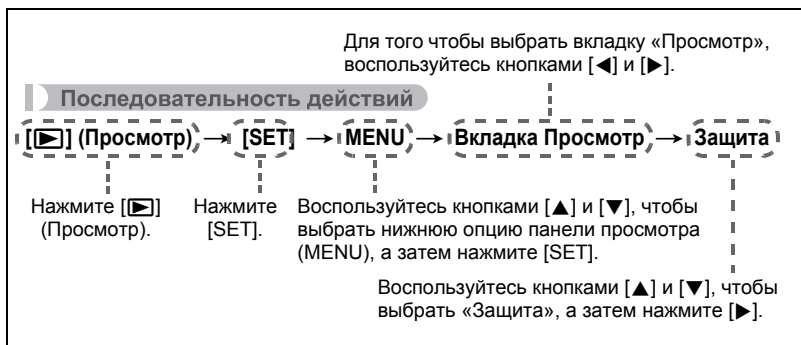 Для того чтобы выбрать вкладку «Просмотр»,
воспользуйтесь кнопками [◀] и [▶].
Последовательность действий
[▶] (Просмотр) → [SET] → MENU → Вкладка Просмотр → Защита
Нажмите [▶]
(Просмотр).
Нажмите
[SET].
Воспользуйтесь кнопками [▲] и [▼], чтобы
выбрать нижнюю опцию панели просмотра
(MENU), а затем нажмите [SET].
Воспользуйтесь кнопками [▲] и [▼], чтобы
выбрать «Защита», а затем нажмите [▶].